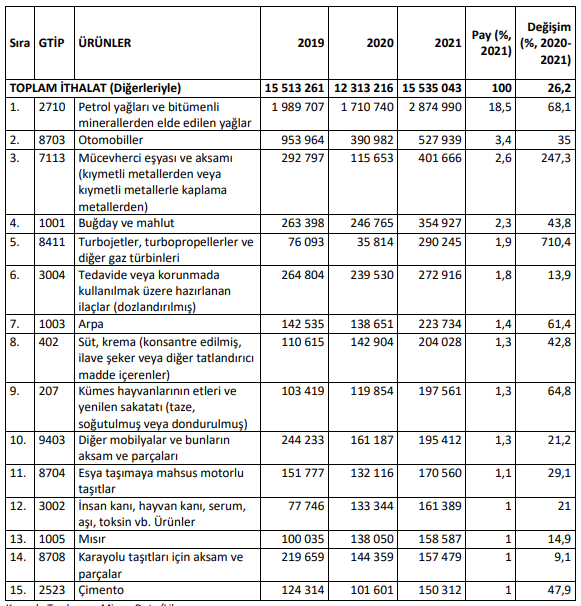 Sıra GTİP ÜRÜNLER 2019 2020 2021 Pay (%, 2021) Değişim (%, 2020-2021)
TOPLAM İTHALAT (Diğerleriyle) 15 513 261 12 313 216 15 535 043 100 26,2
1. 2710 Petrol yağları ve bitümenli 1 989 707 1 710 740 2 874 990 18,5 68,1
minerallerden elde edilen yağlar
2. 8703 Otomobiller 953 964 390 982 527 939 3,4 35
3. 7113 Mücevherci eşyası ve aksamı 292 797 115 653 401 666 2,6 247,3
(kıymetli metallerden veya
kıymetli metallerle kaplama
metallerden)
4. 1001 Buğday ve mahlut 263 398 246 765 354 927 2,3 43,8
5. 8411 Turbojetler, turbopropellerler ve 76 093 35 814 290 245 1,9 710,4
diğer gaz türbinleri
6. 3004 Tedavide veya korunmada 264 804 239 530 272 916 1,8 13,9
kullanılmak üzere hazırlanan
ilaçlar (dozlandırılmış)
7. 1003 Arpa 142 535 138 651 223 734 1,4 61,4
8. 402 Süt, krema (konsantre edilmiş, 110 615 142 904 204 028 1,3 42,8
ilave şeker veya diğer tatlandırıcı
madde içerenler)
9. 207 Kümes hayvanlarının etleri ve 103 419 119 854 197 561 1,3 64,8
yenilen sakatatı (taze,
soğutulmuş veya dondurulmuş)
10. 9403 Diğer mobilyalar ve bunların 244 233 161 187 195 412 1,3 21,2
aksam ve parçaları
11. 8704 Esya taşımaya mahsus motorlu 151 777 132 116 170 560 1,1 29,1
taşıtlar
12. 3002 İnsan kanı, hayvan kanı, serum, 77 746 133 344 161 389 1 21
aşı, toksin vb. Ürünler
13. 1005 Mısır 100 035 138 050 158 587 1 14,9
14. 8708 Karayolu taşıtları için aksam ve 219 659 144 359 157 479 1 9,1
parçalar
15. 2523 Çimento 124 314 101 601 150 312 1 47,9